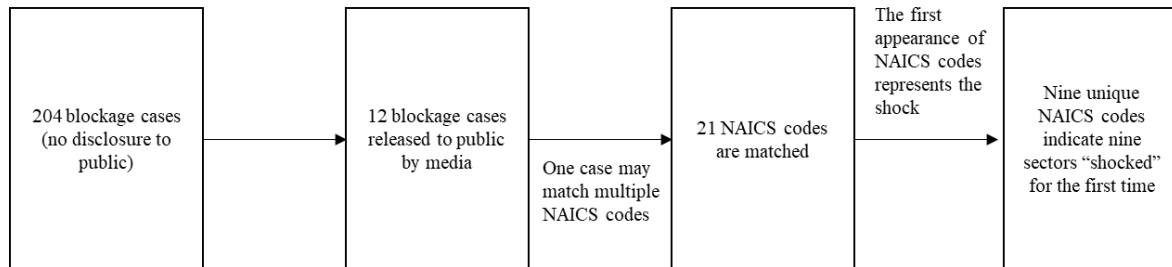 204 blockage cases
(no disclosure to
public)
12 blockage cases
released to public
by media
One case may
match multiple
NAICS codes
21 NAICS codes
are matched
The first
appearance of
NAICS codes
represents the
shock
Nine unique
NAICS codes
indicate nine
sectors “shocked”
for the first time